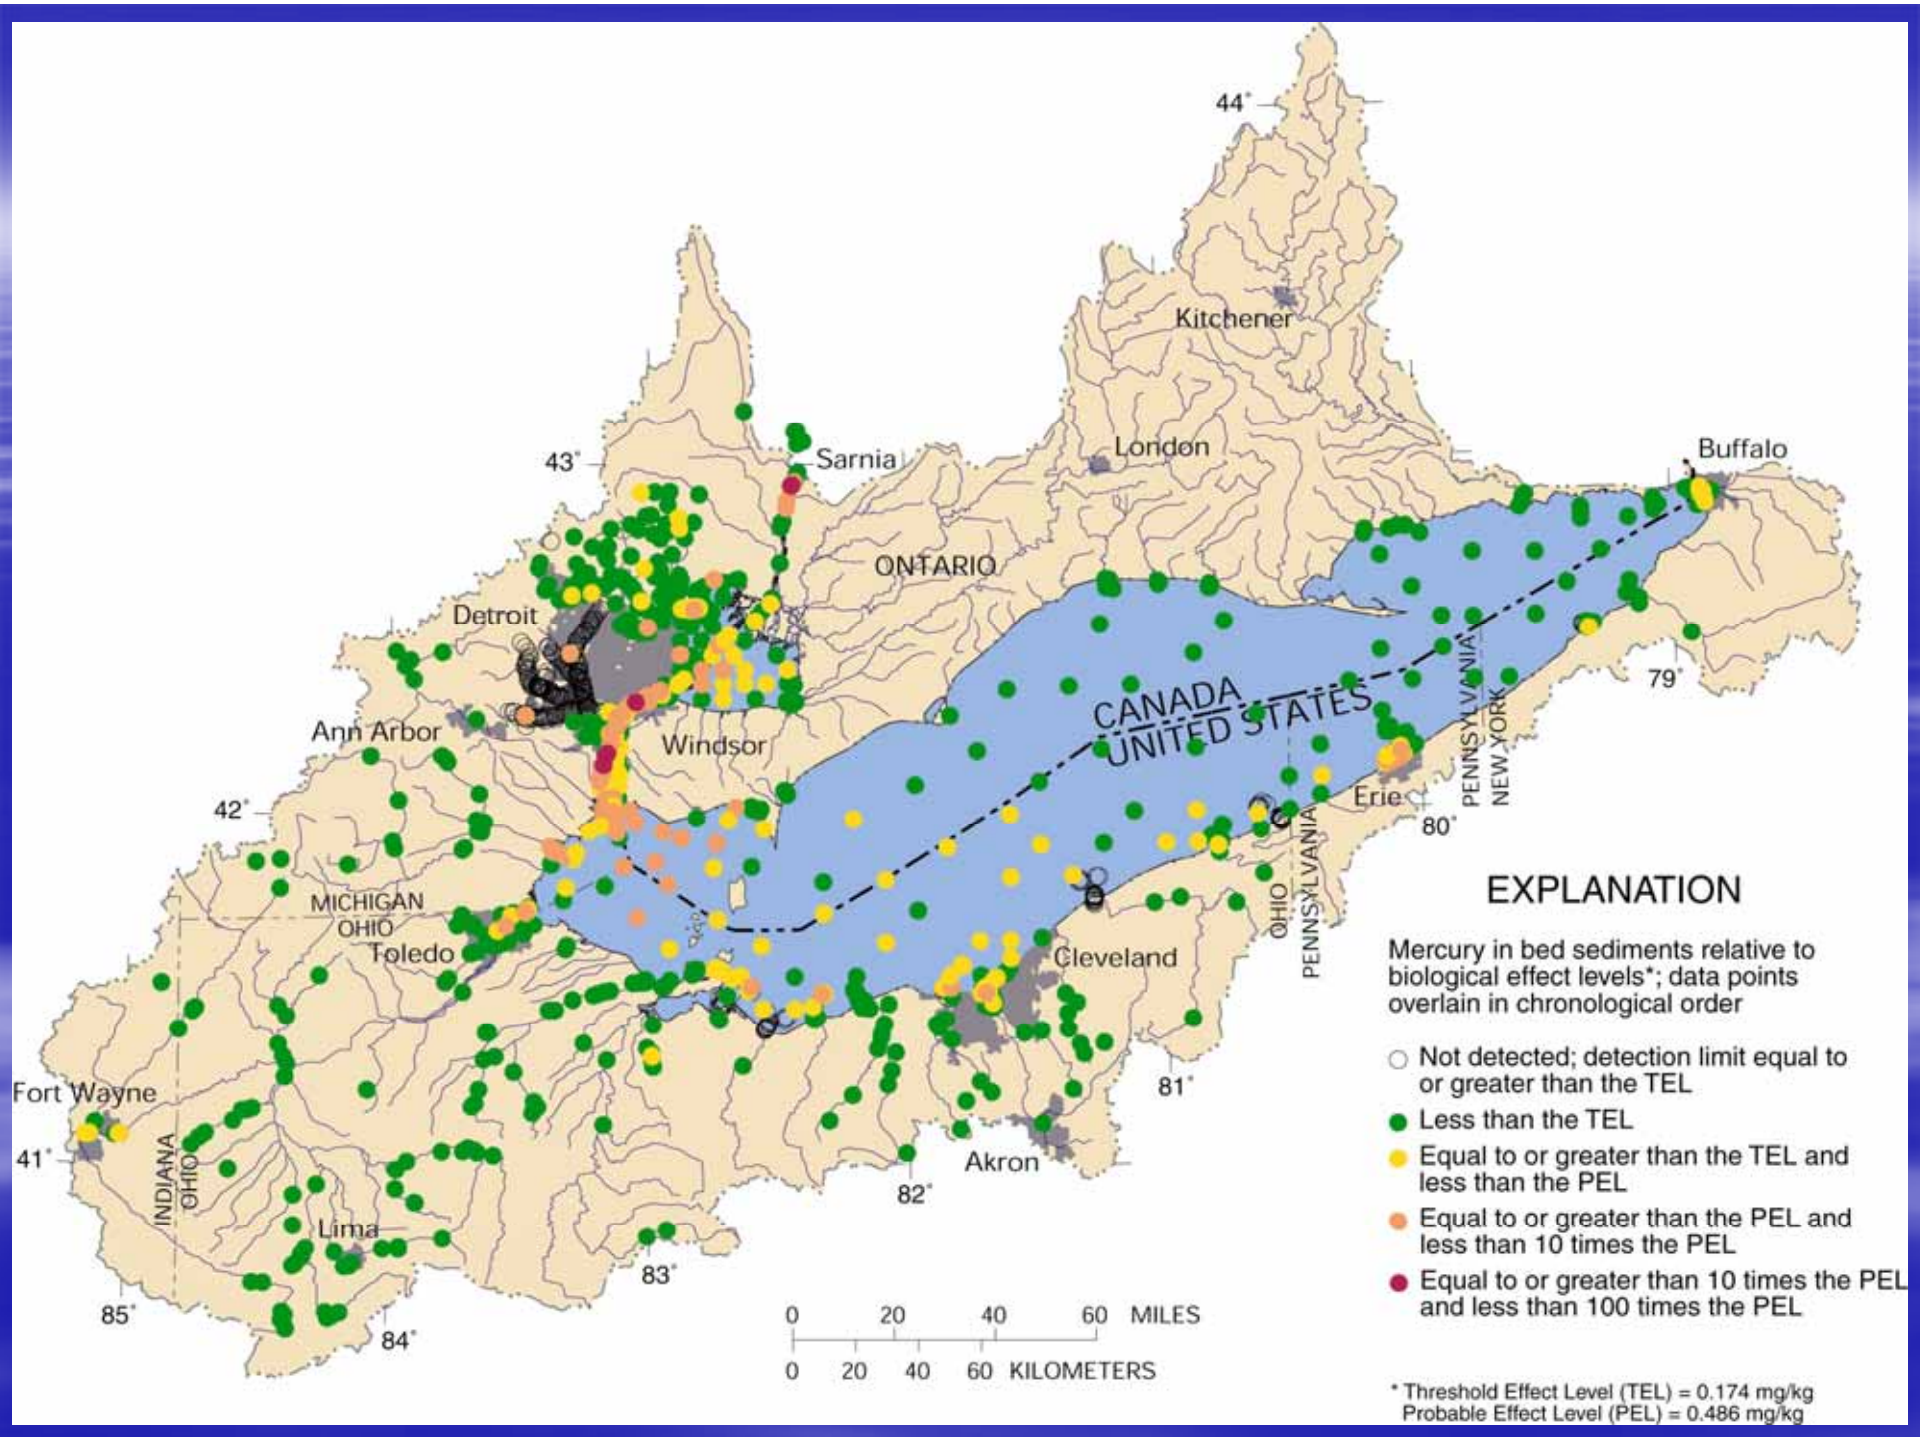 44°
Kitchener
43°
Sarnia
London
Buffalo
ONTARIO
Detroit
79°
CANADA
UNITED STATES
PENNSYLVANIA
NEW YORK
Ann Arbor
Windsor
42°
Erie
80°
MICHIGAN
OHIO
Toledo
OHIO
PENNSYLVANIA
Cleveland
Fort Wayne
81°
41°
INDIANA
OHIO
Akron
82°
Lima
83°
85°
84°
0 20 40 60 MILES
0 20 40 60 KILOMETERS
EXPLANATION
Mercury in bed sediments relative to
biological effect levels*; data points
overlain in chronological order
Not detected; detection limit equal to
or greater than the TEL
Less than the TEL
Equal to or greater than the TEL and
less than the PEL
Equal to or greater than the PEL and
less than 10 times the PEL
Equal to or greater than 10 times the PEL
and less than 100 times the PEL
* Threshold Effect Level (TEL) = 0.174 mg/kg
Probable Effect Level (PEL) = 0.486 mg/kg